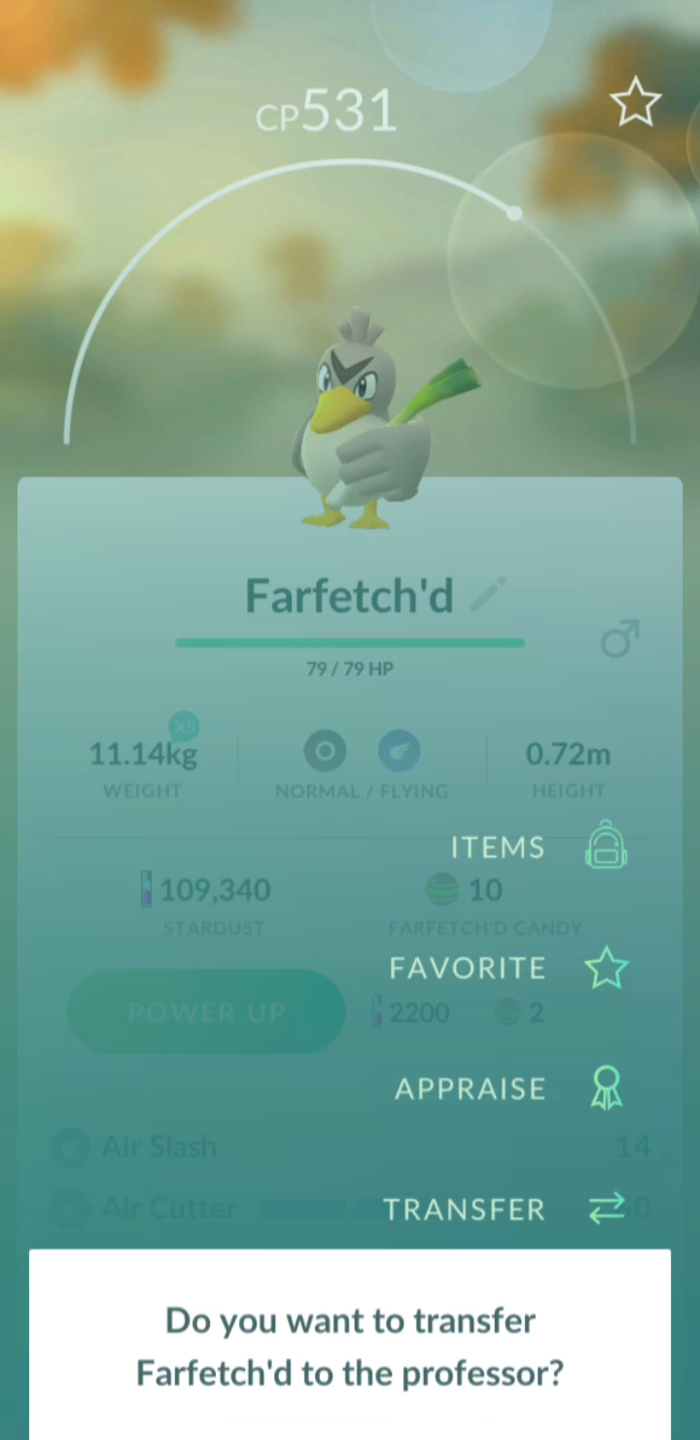 CP531
Farfetch'd
79 / 79 HP
XS
11.14kg
WEIGHT
NORMAL / FLYING
0.72m
HEIGHT
ITEMS
109,340
STARDUST
10
FARFETCH'D CANDY
FAVORITE
POWER UP
2200
2
APPRAISE
Air Slash
14
Air Cutter
TRANSFER
Do you want to transfer
Farfetch'd to the professor?